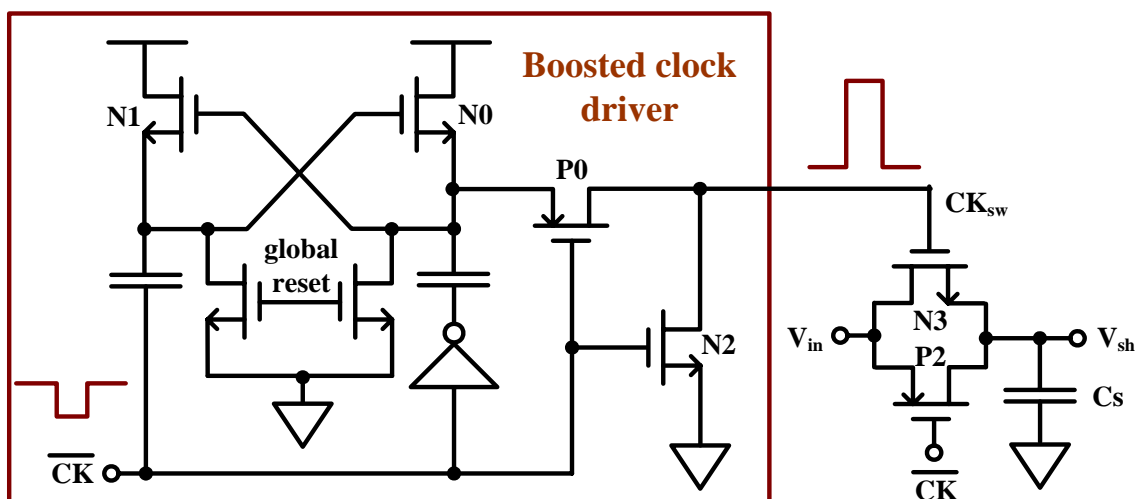 Boosted clock
driver
N1
N0
P0
CKsw
global
reset
N2
N3
Vin
Vsh
P2
Cs
CK
CK